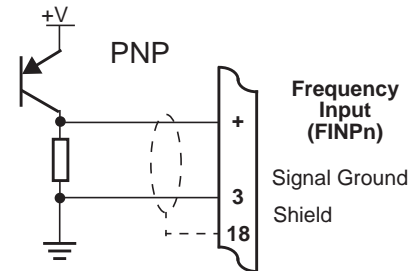 +V
PNP
Frequency
Input
(FINPn)
+
Signal Ground
3
Shield
18